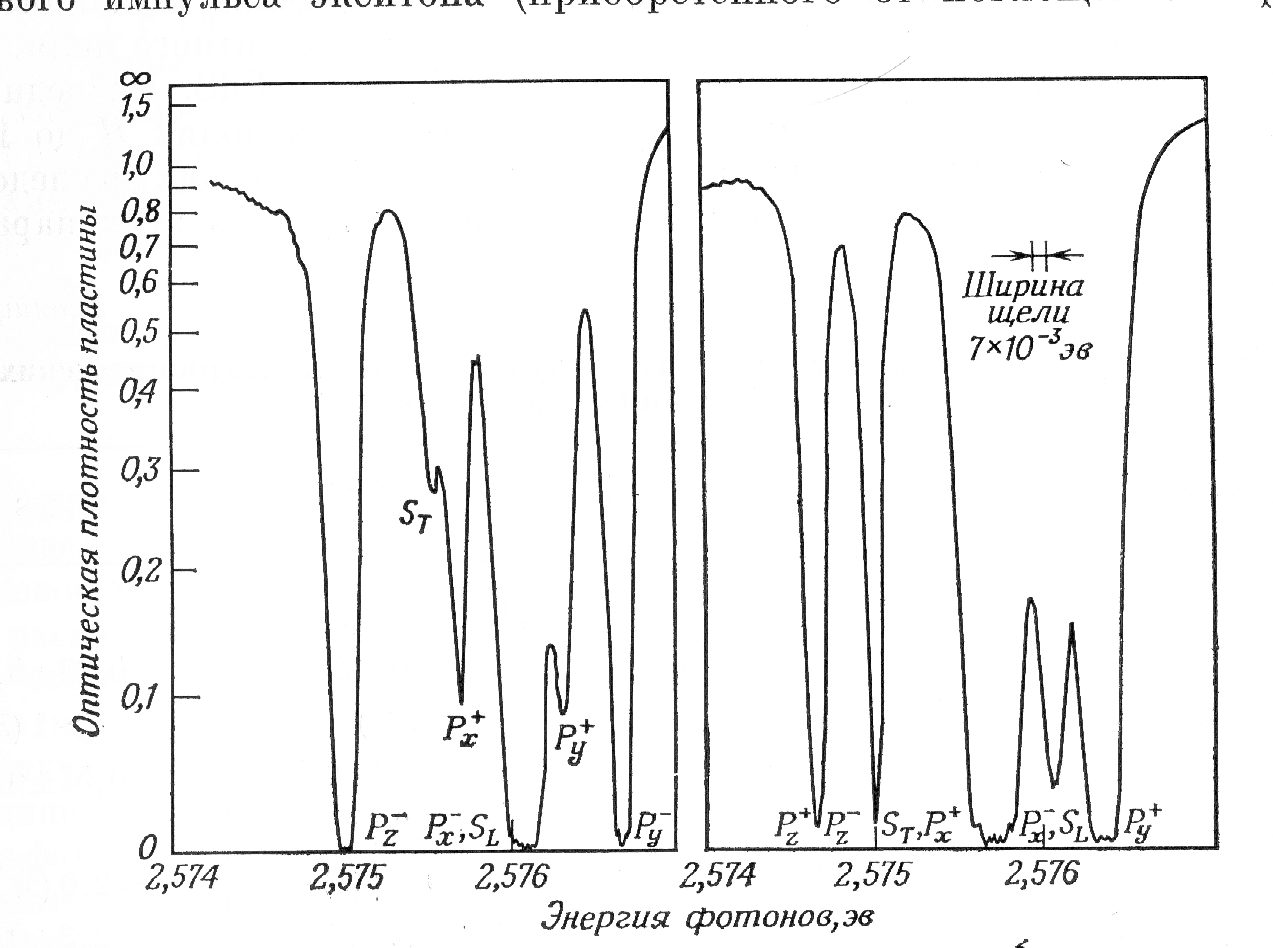 вого импульса экситона (приобретенного от
∞
1,5
1,0
0,8
0,7
0,6
0,5
0,4
0,3
0,2
0,1
0
Оптическая плотность пластины
S_T
P_x^+
P_y^+
P_z^-
P_x^-, S_L
P_y^-
Ширина
щели
7×10^{-3} эв
P_z^+
P_z^-
S_T, P_x^+
P_x^-, S_L
P_y^+
2,574 2,575 2,576 2,574 2,575 2,576
Энергия фотонов, эв